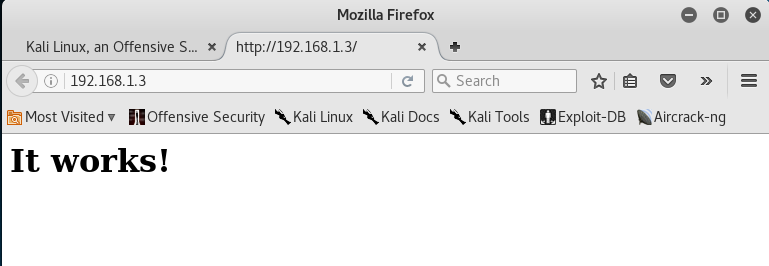 Mozilla Firefox
Kali Linux, an Offensive S...
http://192.168.1.3/
192.168.1.3
Search
Most Visited Offensive Security Kali Linux Kali Docs Kali Tools Exploit-DB Aircrack-ng
It works!